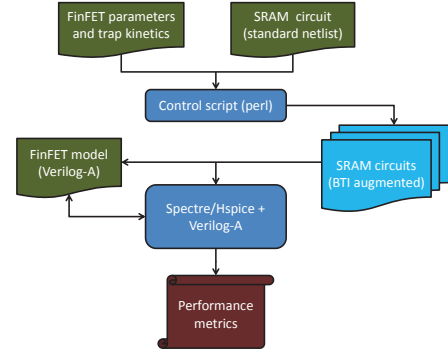 FinFET parameters
and trap kinetics
SRAM circuit
(standard netlist)
Control script (perl)
FinFET model
(Verilog-A)
SRAM circuits
(BTI augmented)
Spectre/Hspice +
Verilog-A
Performance
metrics